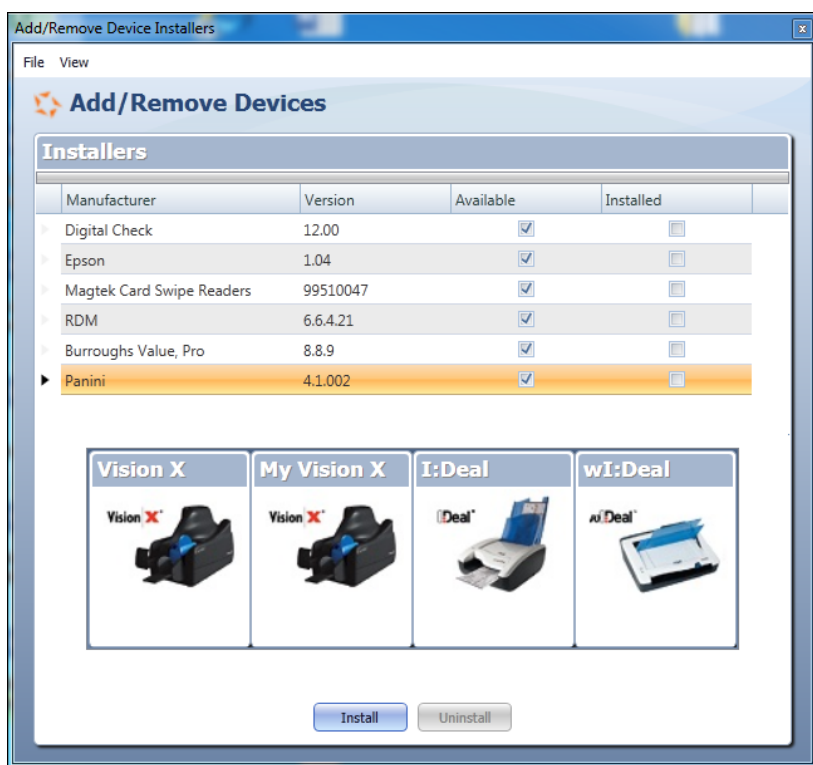 Add/Remove Device Installers
File View
Add/Remove Devices
Installers
Manufacturer Version Available Installed
Digital Check 12.00
Epson 1.04
Magtek Card Swipe Readers 99510047
RDM 6.6.4.21
Burroughs Value, Pro 8.8.9
Panini 4.1.002
Vision X My Vision X I:Deal wI:Deal
Vision X Vision X I:Deal wI:Deal
Install Uninstall